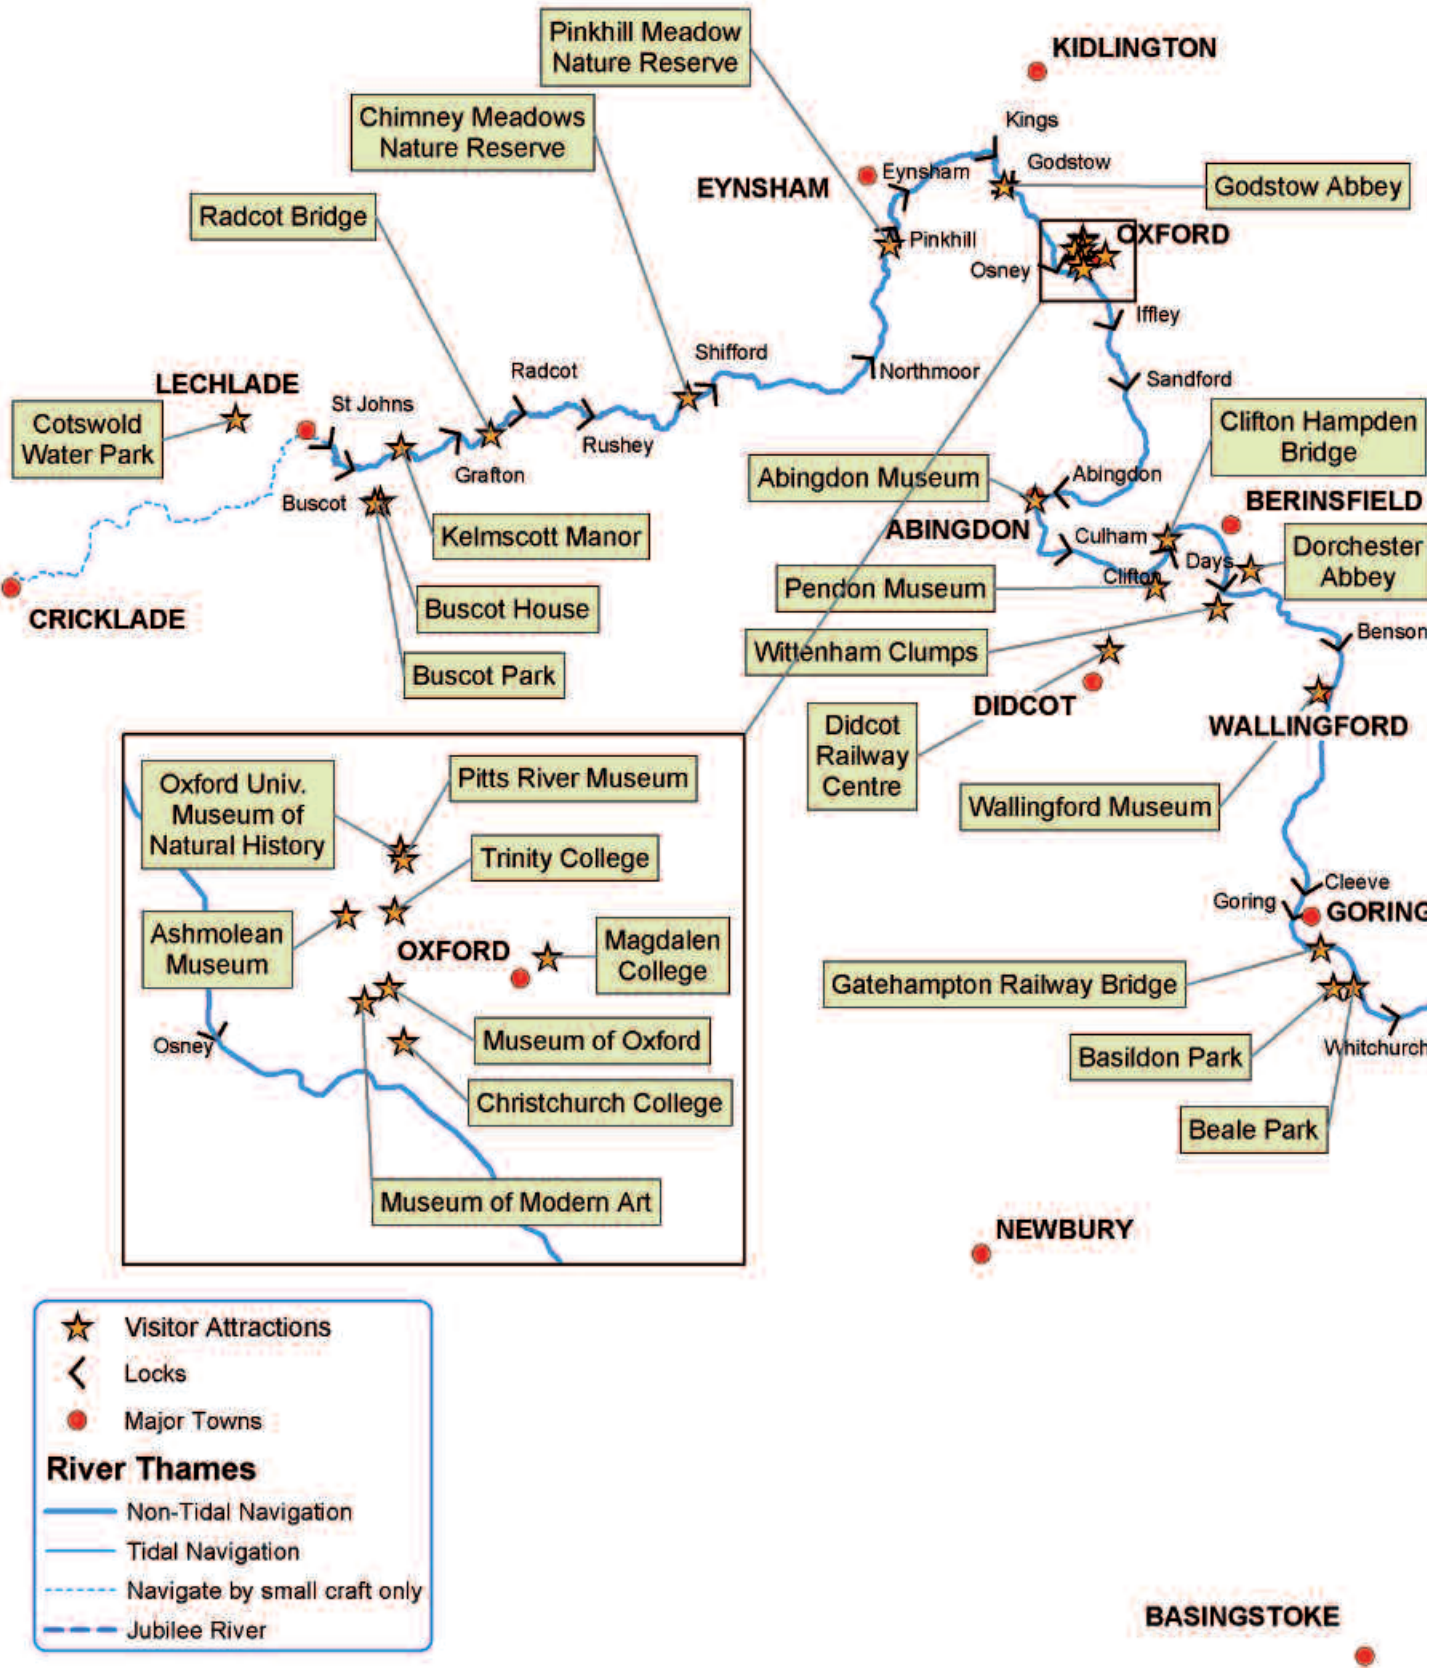 Pinkhill Meadow
Nature Reserve
KIDLINGTON
Chimney Meadows
Nature Reserve
Kings
Godstow
Eynsham
EYNSHAM
Godstow Abbey
Radcot Bridge
Pinkhill
OXFORD
Osney
Iffley
Shifford
Northmoor
Radcot
Sandford
LECHLADE
St Johns
Cotswold
Water Park
Rushey
Clifton Hampden
Bridge
Grafton
Abingdon Museum
Abingdon
Buscot
BERINSFIELD
ABINGDON
Culham
Kelmscott Manor
Days
Dorchester
Abbey
Clifton
Pendon Museum
CRICKLADE
Buscot House
Benson
Wittenham Clumps
Buscot Park
DIDCOT
WALLINGFORD
Didcot
Railway
Centre
Wallingford Museum
Oxford Univ.
Museum of
Natural History
Pitts River Museum
Trinity College
Ashmolean
Museum
OXFORD
Magdalen
College
Cleeve
Goring
GORING
Gatehampton Railway Bridge
Osney
Museum of Oxford
Basildon Park
Whitchurch
Christchurch College
Beale Park
Museum of Modern Art
NEWBURY
Visitor Attractions
Locks
Major Towns
River Thames
Non-Tidal Navigation
Tidal Navigation
Navigate by small craft only
Jubilee River
BASINGSTOKE